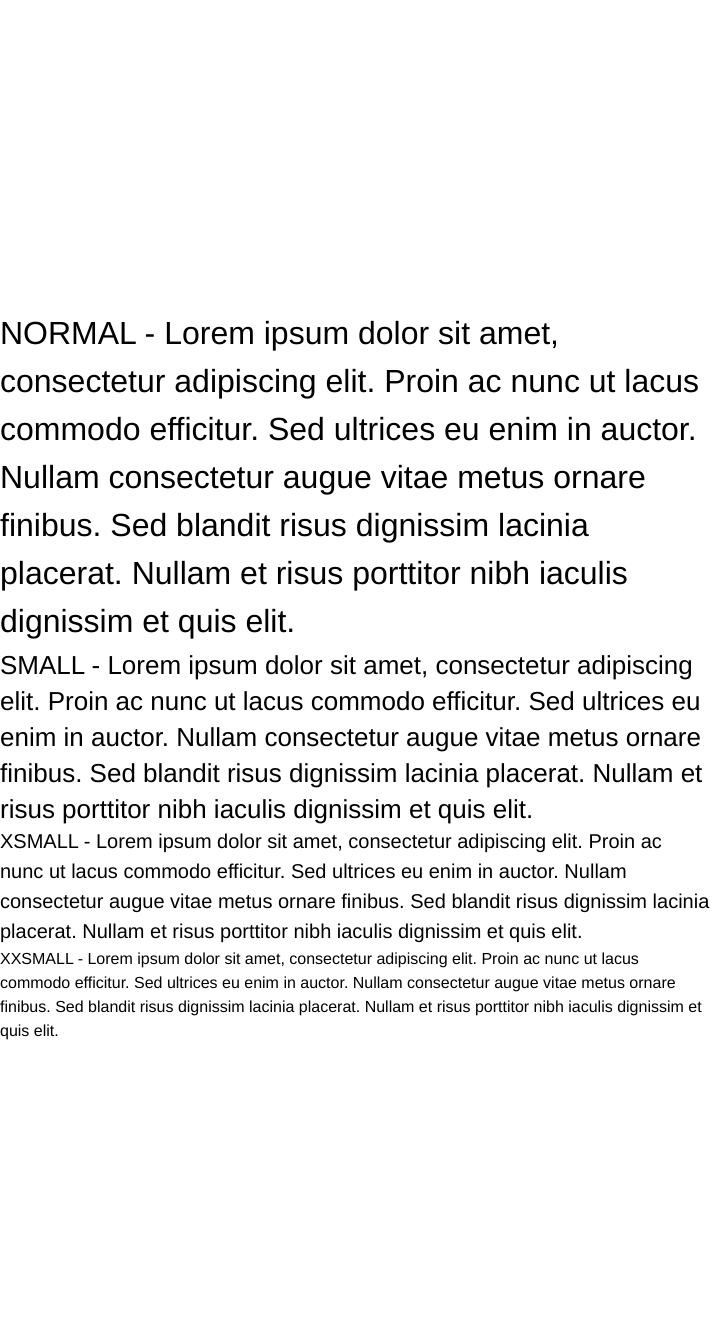 NORMAL - Lorem ipsum dolor sit amet,
consectetur adipiscing elit. Proin ac nunc ut lacus
commodo efficitur. Sed ultrices eu enim in auctor.
Nullam consectetur augue vitae metus ornare
finibus. Sed blandit risus dignissim lacinia
placerat. Nullam et risus porttitor nibh iaculis
dignissim et quis elit.
SMALL - Lorem ipsum dolor sit amet, consectetur adipiscing
elit. Proin ac nunc ut lacus commodo efficitur. Sed ultrices eu
enim in auctor. Nullam consectetur augue vitae metus ornare
finibus. Sed blandit risus dignissim lacinia placerat. Nullam et
risus porttitor nibh iaculis dignissim et quis elit.
XSMALL - Lorem ipsum dolor sit amet, consectetur adipiscing elit. Proin ac
nunc ut lacus commodo efficitur. Sed ultrices eu enim in auctor. Nullam
consectetur augue vitae metus ornare finibus. Sed blandit risus dignissim lacinia
placerat. Nullam et risus porttitor nibh iaculis dignissim et quis elit.
XXSMALL - Lorem ipsum dolor sit amet, consectetur adipiscing elit. Proin ac nunc ut lacus
commodo efficitur. Sed ultrices eu enim in auctor. Nullam consectetur augue vitae metus ornare
finibus. Sed blandit risus dignissim lacinia placerat. Nullam et risus porttitor nibh iaculis dignissim et
quis elit.